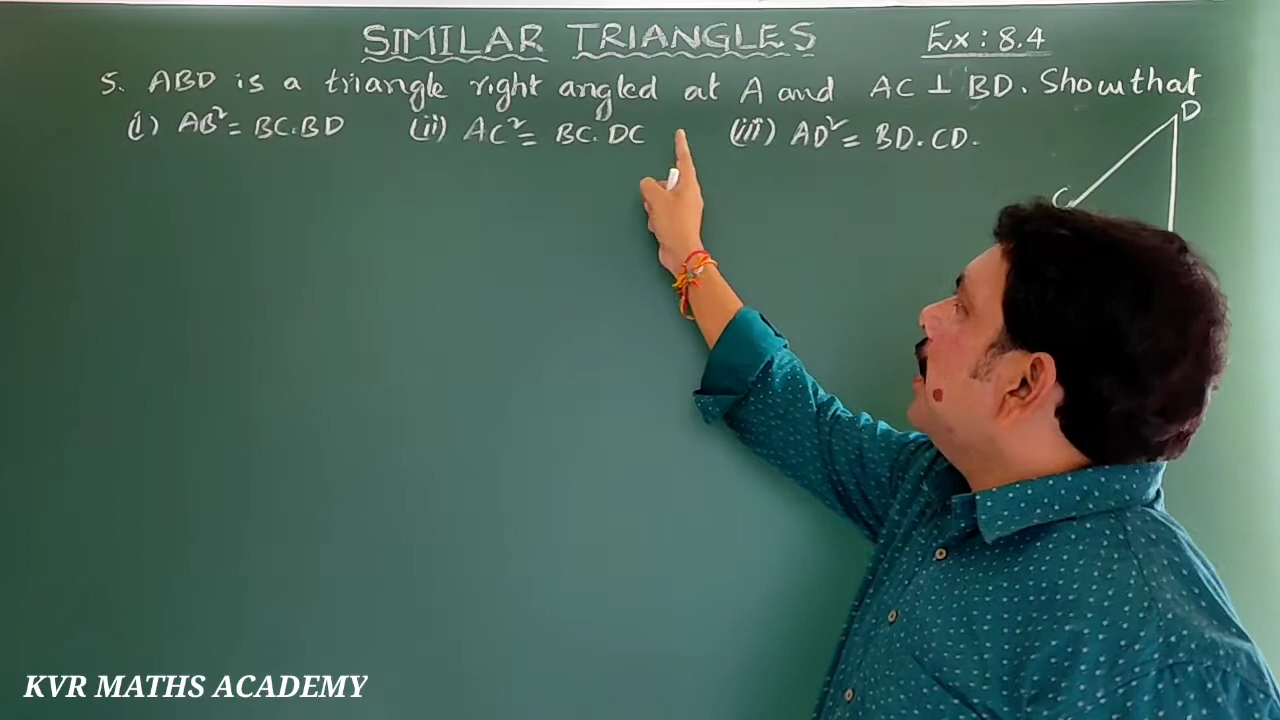 SIMILAR TRIANGLES Ex: 8.4
5. ABD is a triangle right angled at A and AC ⊥ BD. Show that
(i) AB² = BC.BD (ii) AC² = BC.DC (iii) AD² = BD.CD.
D
C
KVR MATHS ACADEMY